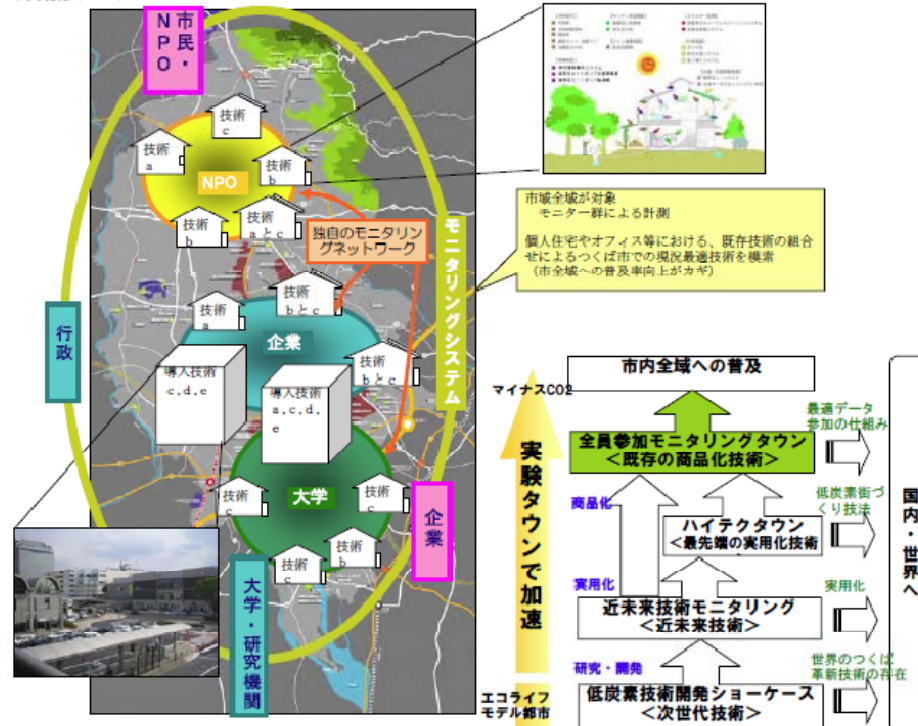 市民・
NPO
技術
c
技術
a
技術
b
NPO
技術
b
技術
aとc
独自のモニタリ
ングネットワーク
モニタリングシステム
行政
技術
a
技術
bとc
企業
技術
bとc
導入技術
c,d,e
導入技術
a,c,d,
e
大学
技術
c
技術
c
技術
c
技術
b
企業
大学・研究機関
市域全域が対象
モニター群による計測
個人住宅やオフィス等における、既存技術の組合
せによるつくば市での現況最適技術を模索
(市全域への普及率向上がカギ)
マイナスCO2
実験タウンで加速
エコライフ
モデル都市
市内全域への普及
全員参加モニタリングタウン
<既存の商品化技術>
最適データ
参加の仕組み
商品化
ハイテクタウン
<最先端の実用化技術
低炭素街づ
くり技法
実用化
近未来技術モニタリング
<近未来技術>
実用化
研究・開発
低炭素技術開発ショーケース
<次世代技術>
世界のつくば
革新技術の存在
国内・世界へ